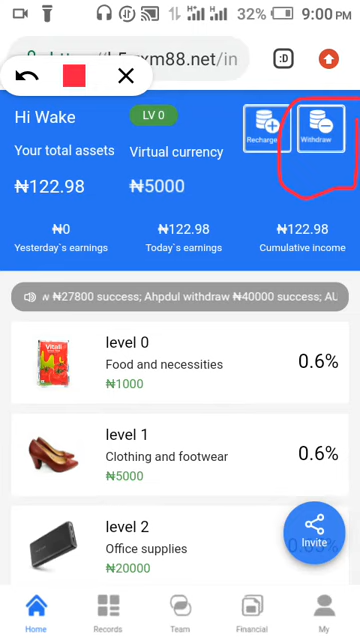 32% 9:00 PM
xm88.net/in :D
Hi Wake LV 0
Recharge Withdraw
Your total assets Virtual currency
₦122.98 ₦5000
₦0 ₦122.98 ₦122.98
Yesterday`s earnings Today`s earnings Cumulative income
₦27800 success; Ahpdul withdraw ₦40000 success;
level 0
Food and necessities 0.6%
₦1000
level 1
Clothing and footwear 0.6%
₦5000
level 2
Office supplies
₦20000
Invite
Home Records Team Financial My